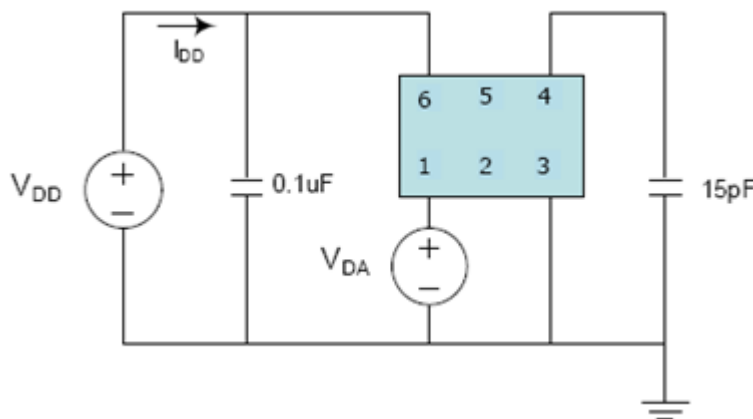 I_DD
6 5 4
1 2 3
V_DD
0.1uF
15pF
V_DA
+
−
+
−